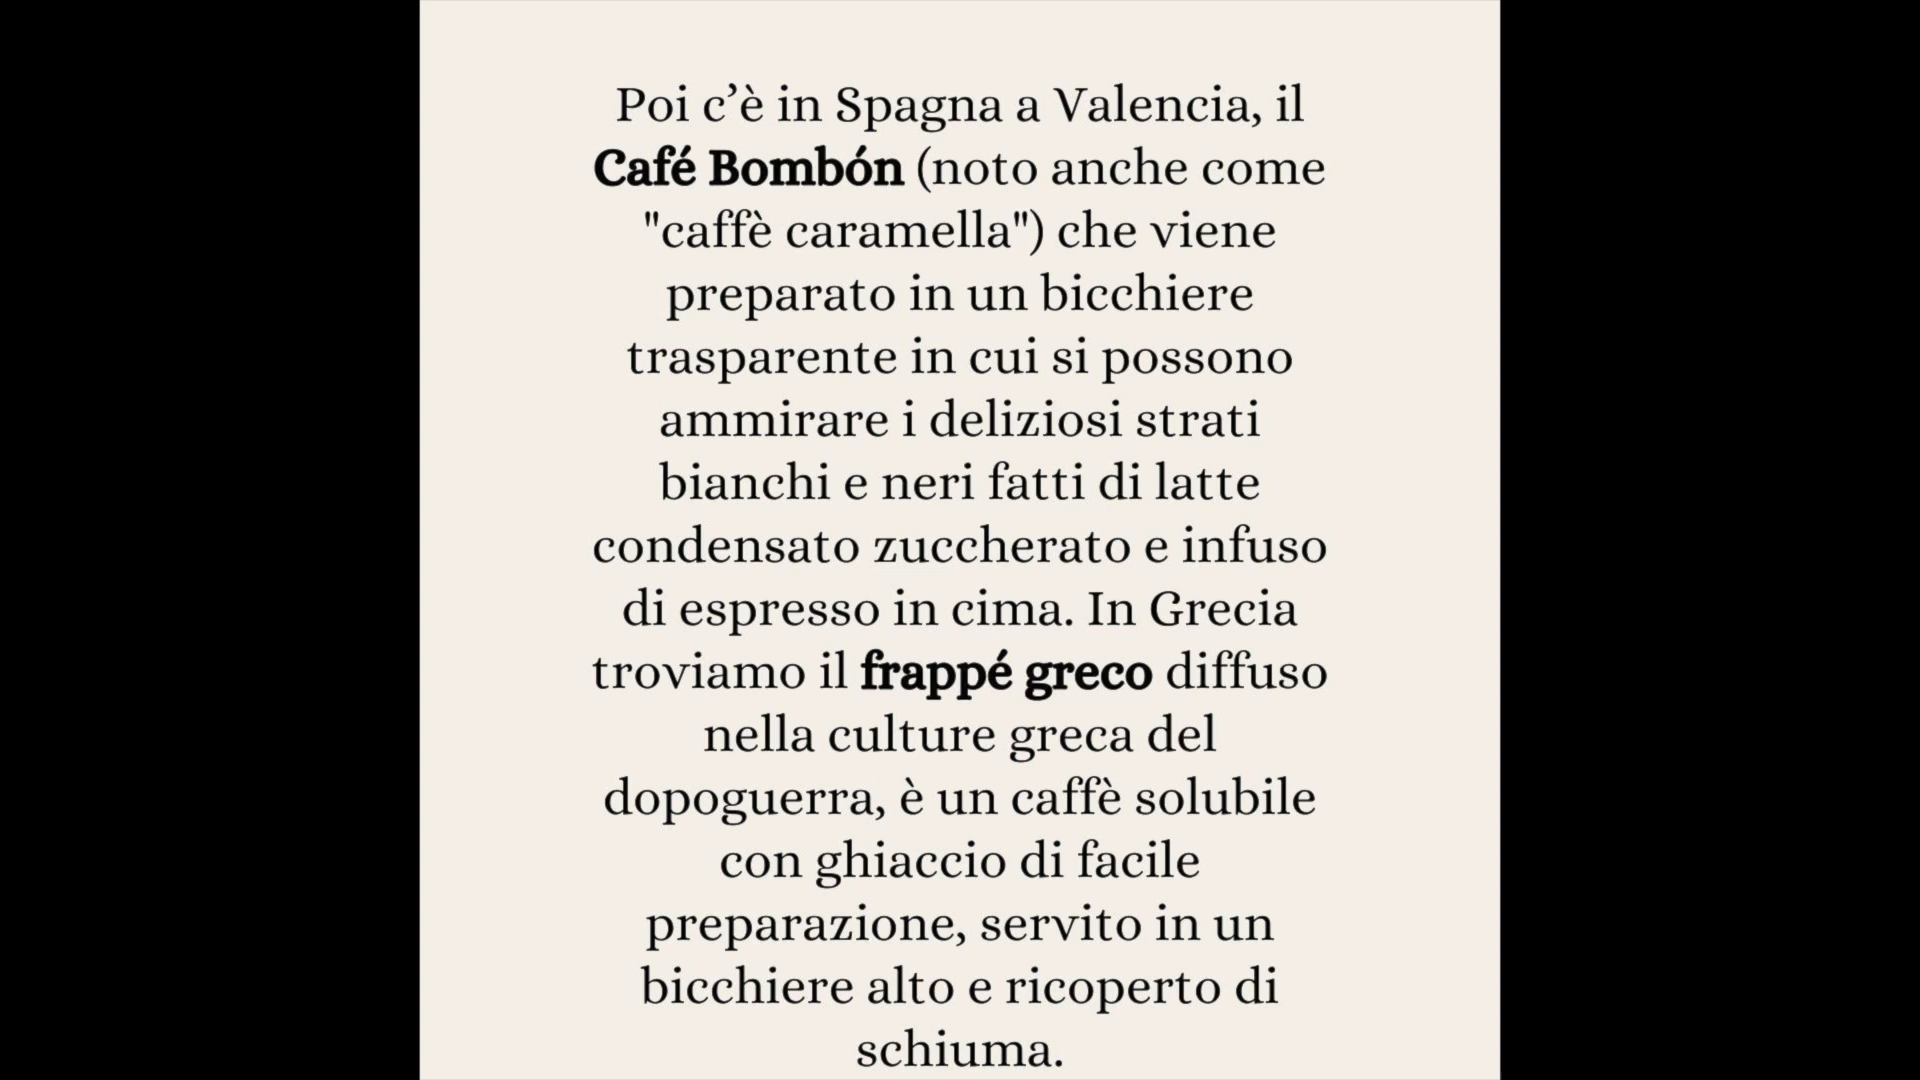 Poi c’è in Spagna a Valencia, il
Café Bombón (noto anche come
"caffè caramella") che viene
preparato in un bicchiere
trasparente in cui si possono
ammirare i deliziosi strati
bianchi e neri fatti di latte
condensato zuccherato e infuso
di espresso in cima. In Grecia
troviamo il frappé greco diffuso
nella culture greca del
dopoguerra, è un caffè solubile
con ghiaccio di facile
preparazione, servito in un
bicchiere alto e ricoperto di
schiuma.